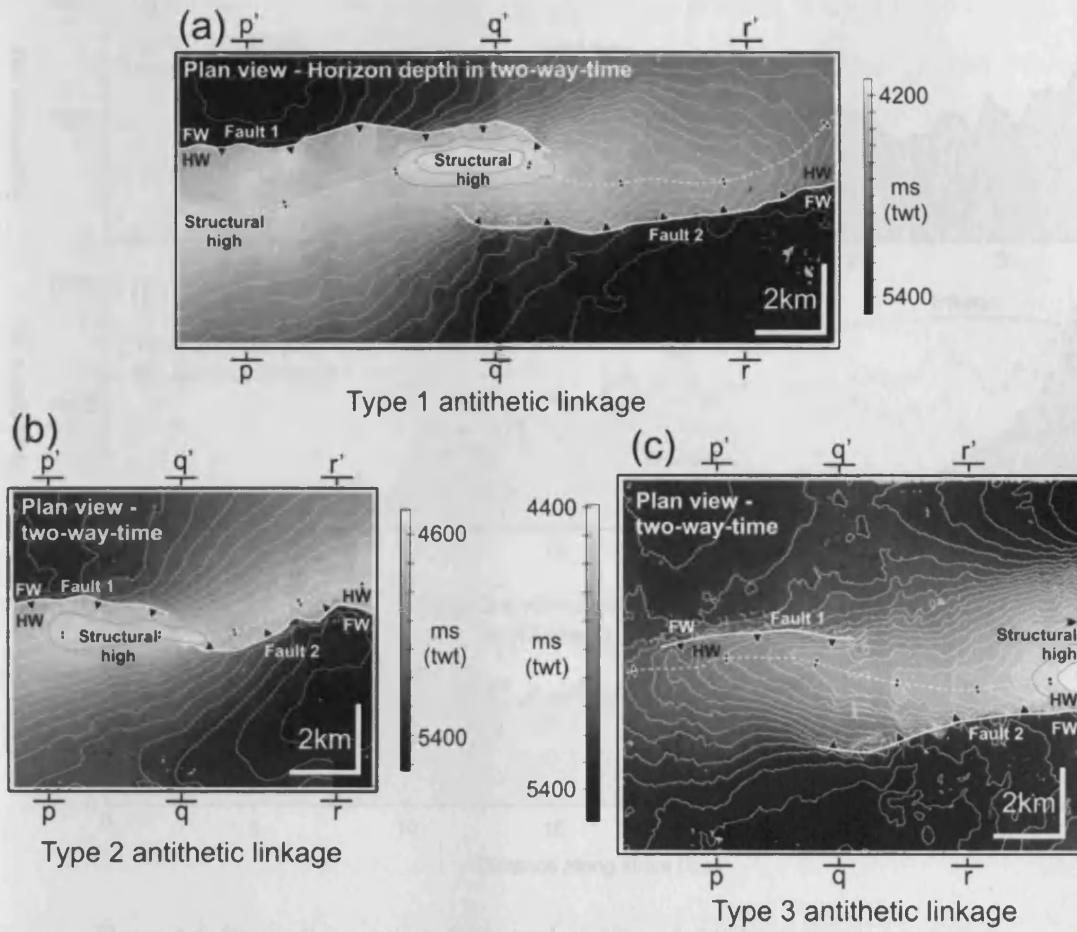 (a)
p'
q'
r'
Plan view - Horizon depth in two-way-time
FW
Fault 1
HW
Structural
high
Structural
high
HW
FW
Fault 2
2km
4200
ms
(twt)
5400
p
q
r
Type 1 antithetic linkage
(b)
p'
q'
r'
Plan view -
two-way-time
FW
Fault 1
HW
Structural
high
HW
FW
Fault 2
2km
4600
ms
(twt)
5400
p
q
r
Type 2 antithetic linkage
(c)
p'
q'
r'
4400
ms
(twt)
5400
Plan view -
two-way-time
FW
Fault 1
HW
Structural
high
HW
FW
Fault 2
2km
p
q
r
Type 3 antithetic linkage